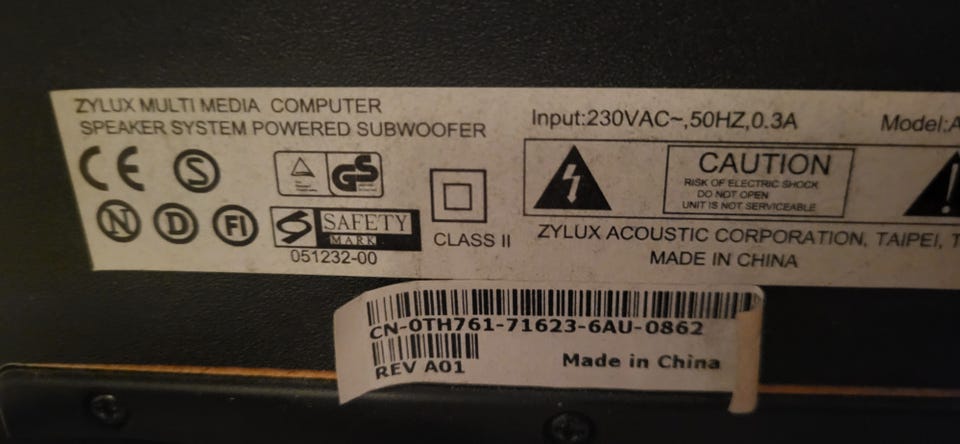 ZYLUX MULTI MEDIA COMPUTER
SPEAKER SYSTEM POWERED SUBWOOFER
Input:230VAC~,50HZ,0.3A
Model:A
CE
S
GS
N
D
FI
SAFETY
MARK
051232-00
CLASS II
CAUTION
RISK OF ELECTRIC SHOCK
DO NOT OPEN
UNIT IS NOT SERVICEABLE
ZYLUX ACOUSTIC CORPORATION, TAIPEI, T
MADE IN CHINA
CN-0TH761-71623-6AU-0862
REV A01
Made in China